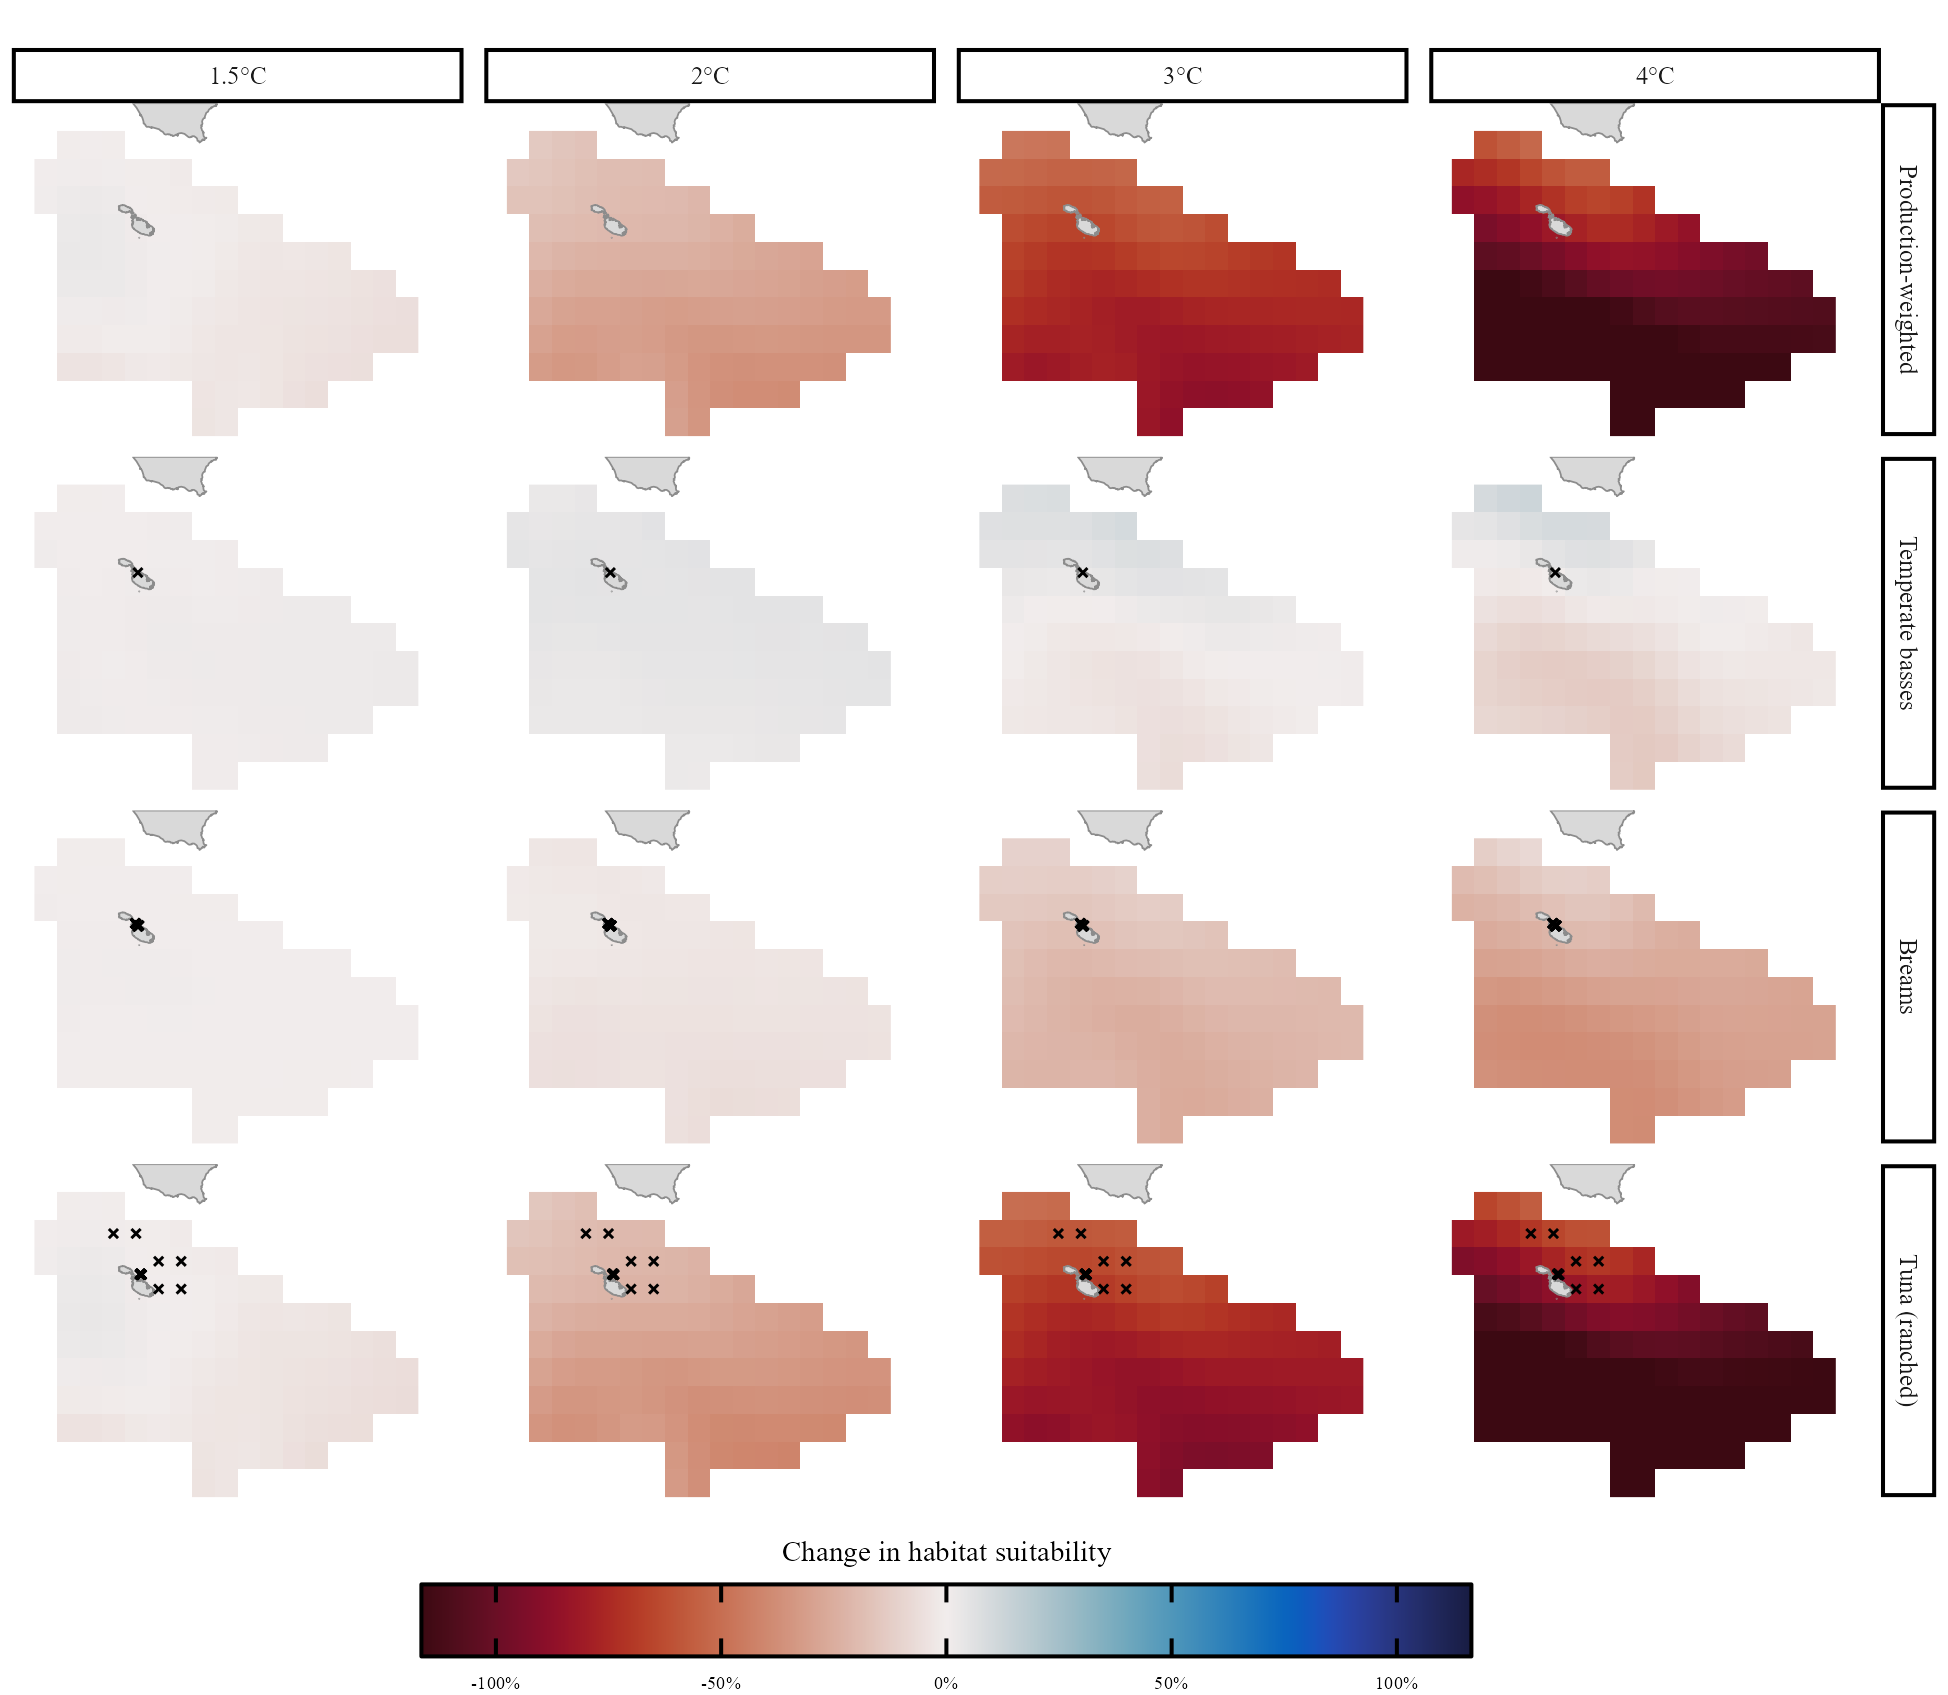 1.5°C
2°C
3°C
4°C
Production-weighted
Temperate basses
Breams
Tuna (ranched)
Change in habitat suitability
-100%
-50%
0%
50%
100%